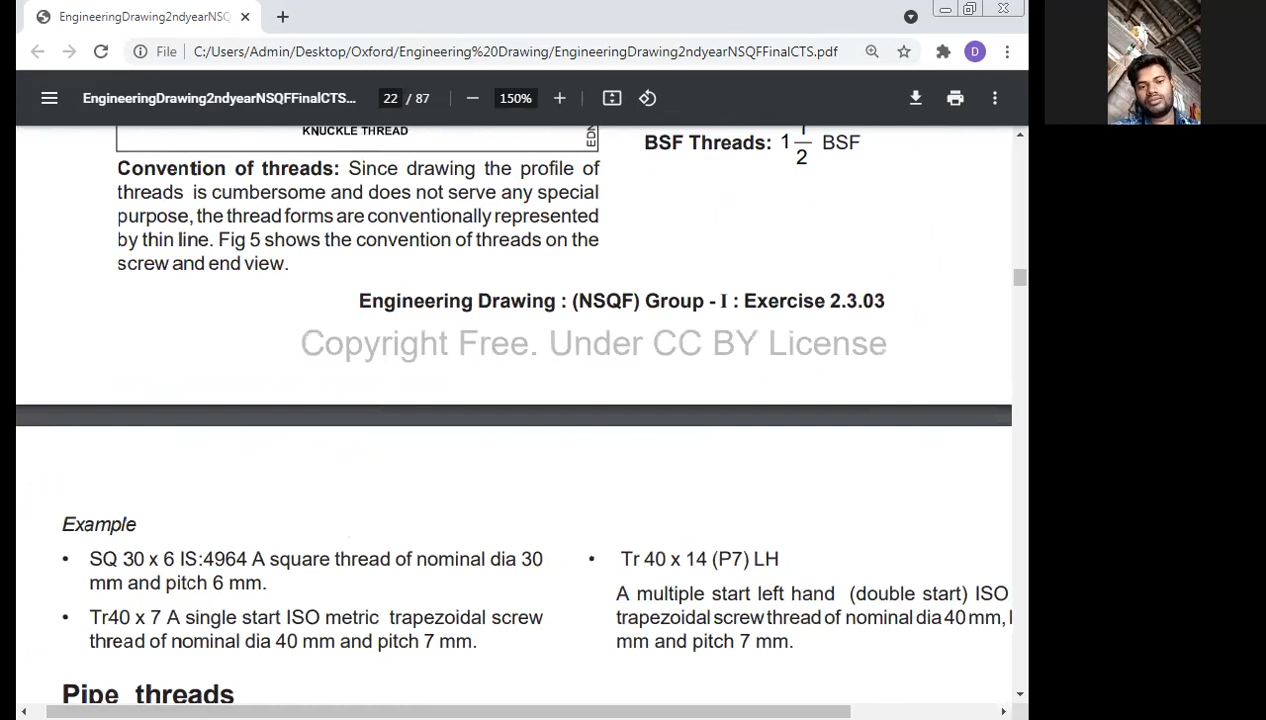 EngineeringDrawing2ndyearNSQ
File C:/Users/Admin/Desktop/Oxford/Engineering%20Drawing/EngineeringDrawing2ndyearNSQFFinalCTS.pdf
D
EngineeringDrawing2ndyearNSQFFinalCTS...
22 / 87
150%
KNUCKLE THREAD
EDN
BSF Threads: 1 1/2 BSF
Convention of threads: Since drawing the profile of
threads is cumbersome and does not serve any special
purpose, the thread forms are conventionally represented
by thin line. Fig 5 shows the convention of threads on the
screw and end view.
Engineering Drawing : (NSQF) Group - I : Exercise 2.3.03
Copyright Free. Under CC BY License
Example
• SQ 30 x 6 IS:4964 A square thread of nominal dia 30
mm and pitch 6 mm.
• Tr40 x 7 A single start ISO metric trapezoidal screw
thread of nominal dia 40 mm and pitch 7 mm.
• Tr 40 x 14 (P7) LH
A multiple start left hand (double start) ISO
trapezoidal screw thread of nominal dia 40 mm,
mm and pitch 7 mm.
Pipe threads